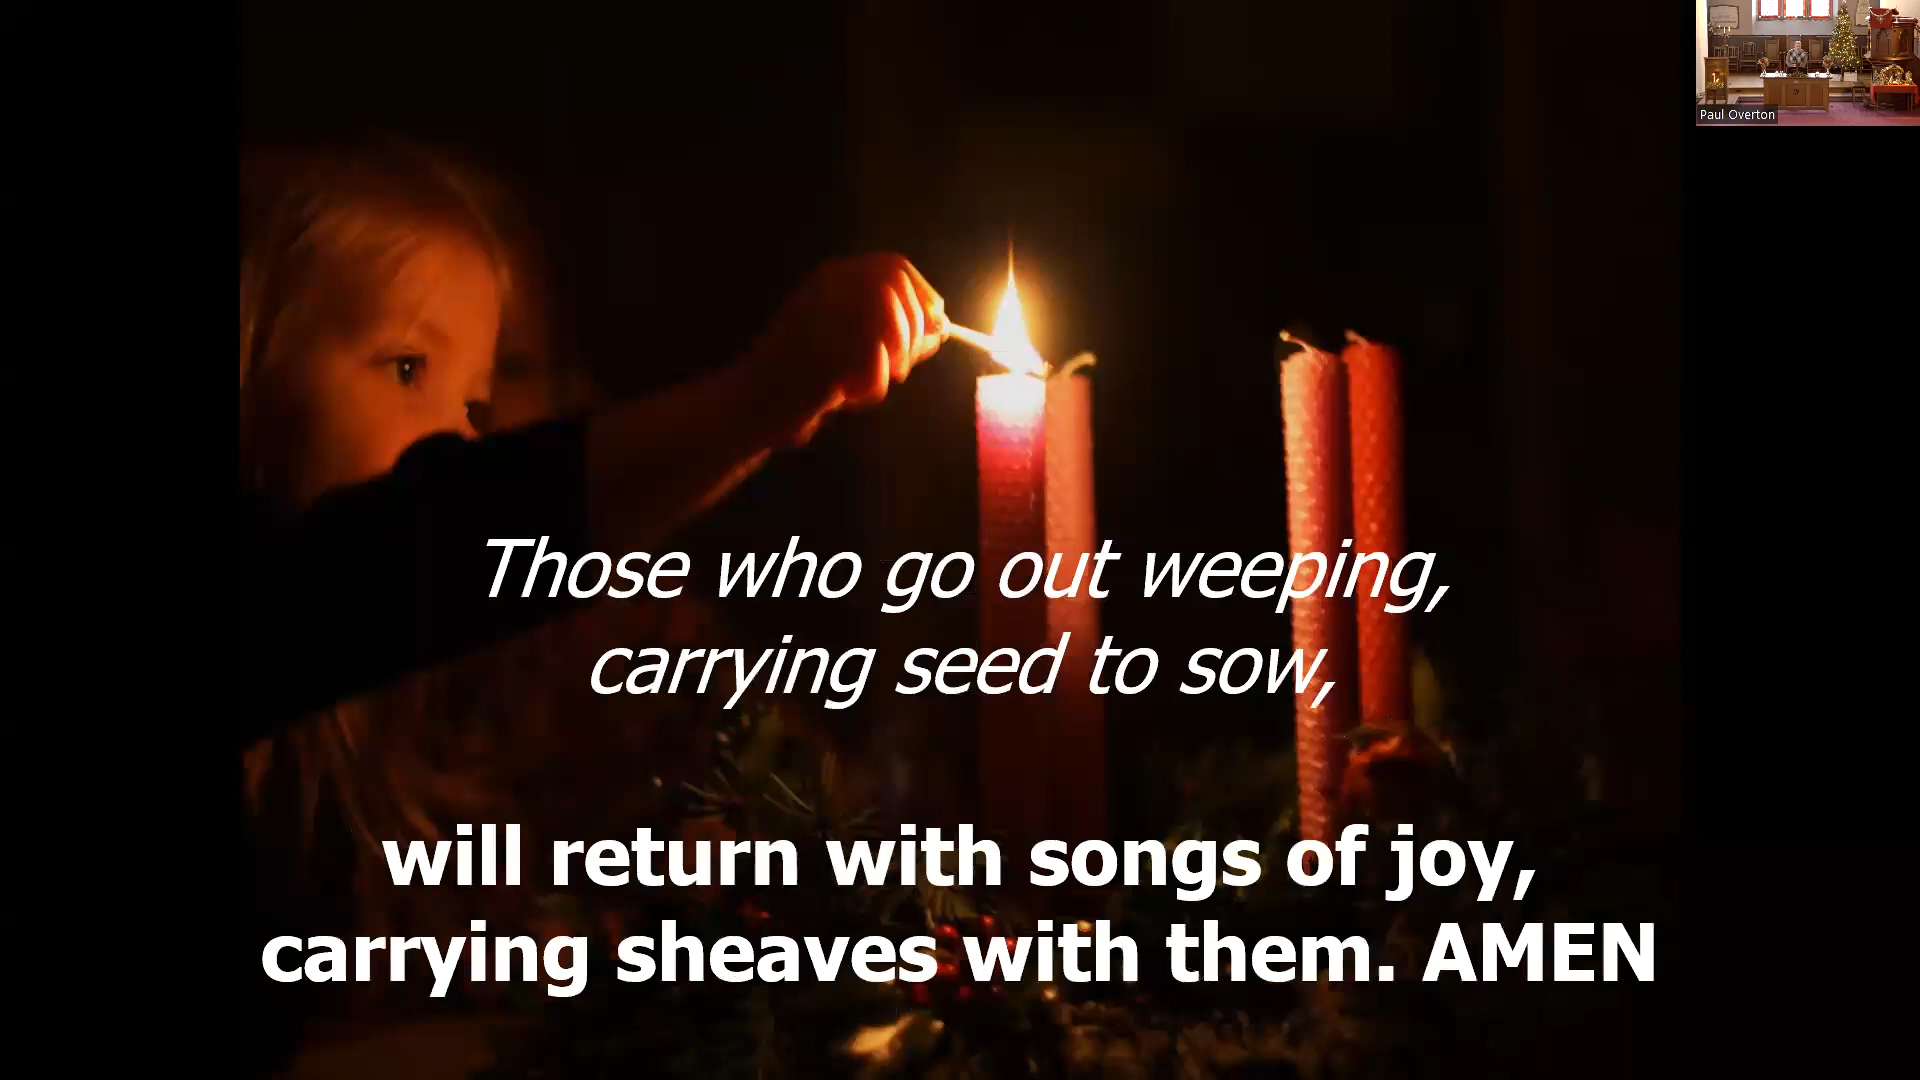 Paul Overton
Those who go out weeping,
carrying seed to sow,
will return with songs of joy,
carrying sheaves with them. AMEN